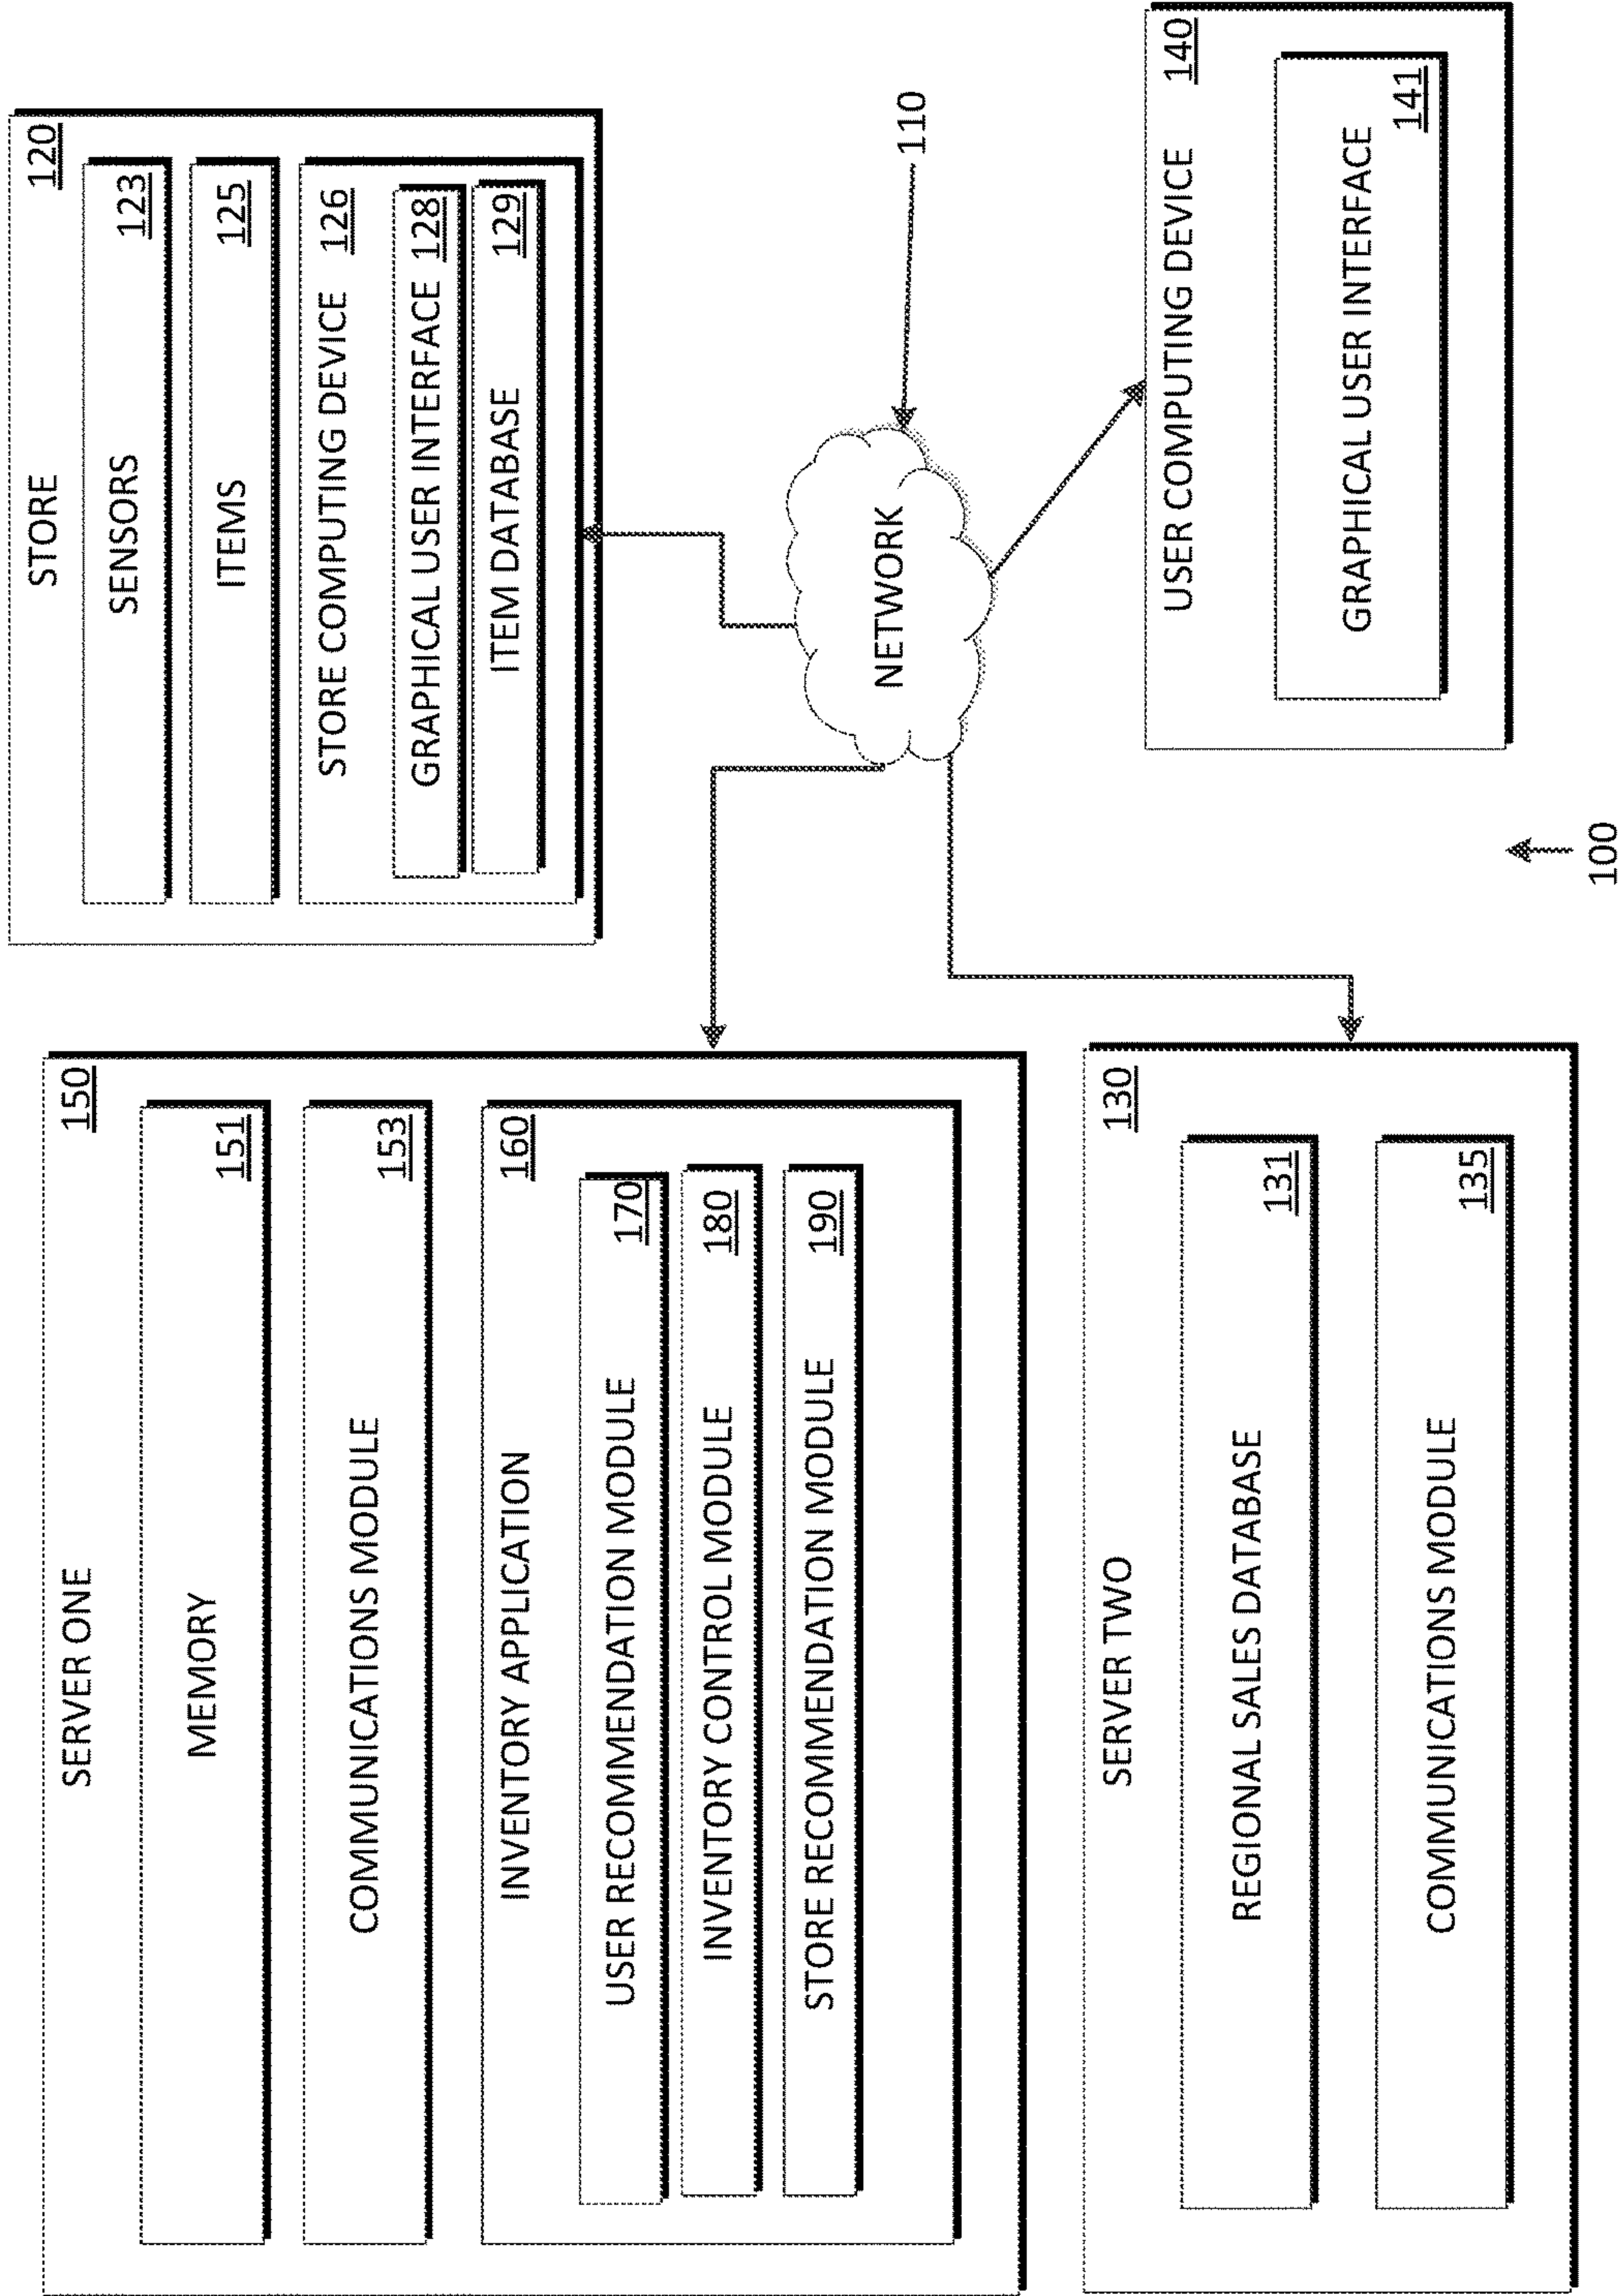 SERVER ONE 150
MEMORY 151
COMMUNICATIONS MODULE 153
INVENTORY APPLICATION 160
USER RECOMMENDATION MODULE 170
INVENTORY CONTROL MODULE 180
STORE RECOMMENDATION MODULE 190
SERVER TWO 130
REGIONAL SALES DATABASE 131
COMMUNICATIONS MODULE 135
STORE 120
SENSORS 123
ITEMS 125
STORE COMPUTING DEVICE 126
GRAPHICAL USER INTERFACE 128
ITEM DATABASE 129
NETWORK
110
USER COMPUTING DEVICE 140
GRAPHICAL USER INTERFACE
141
100